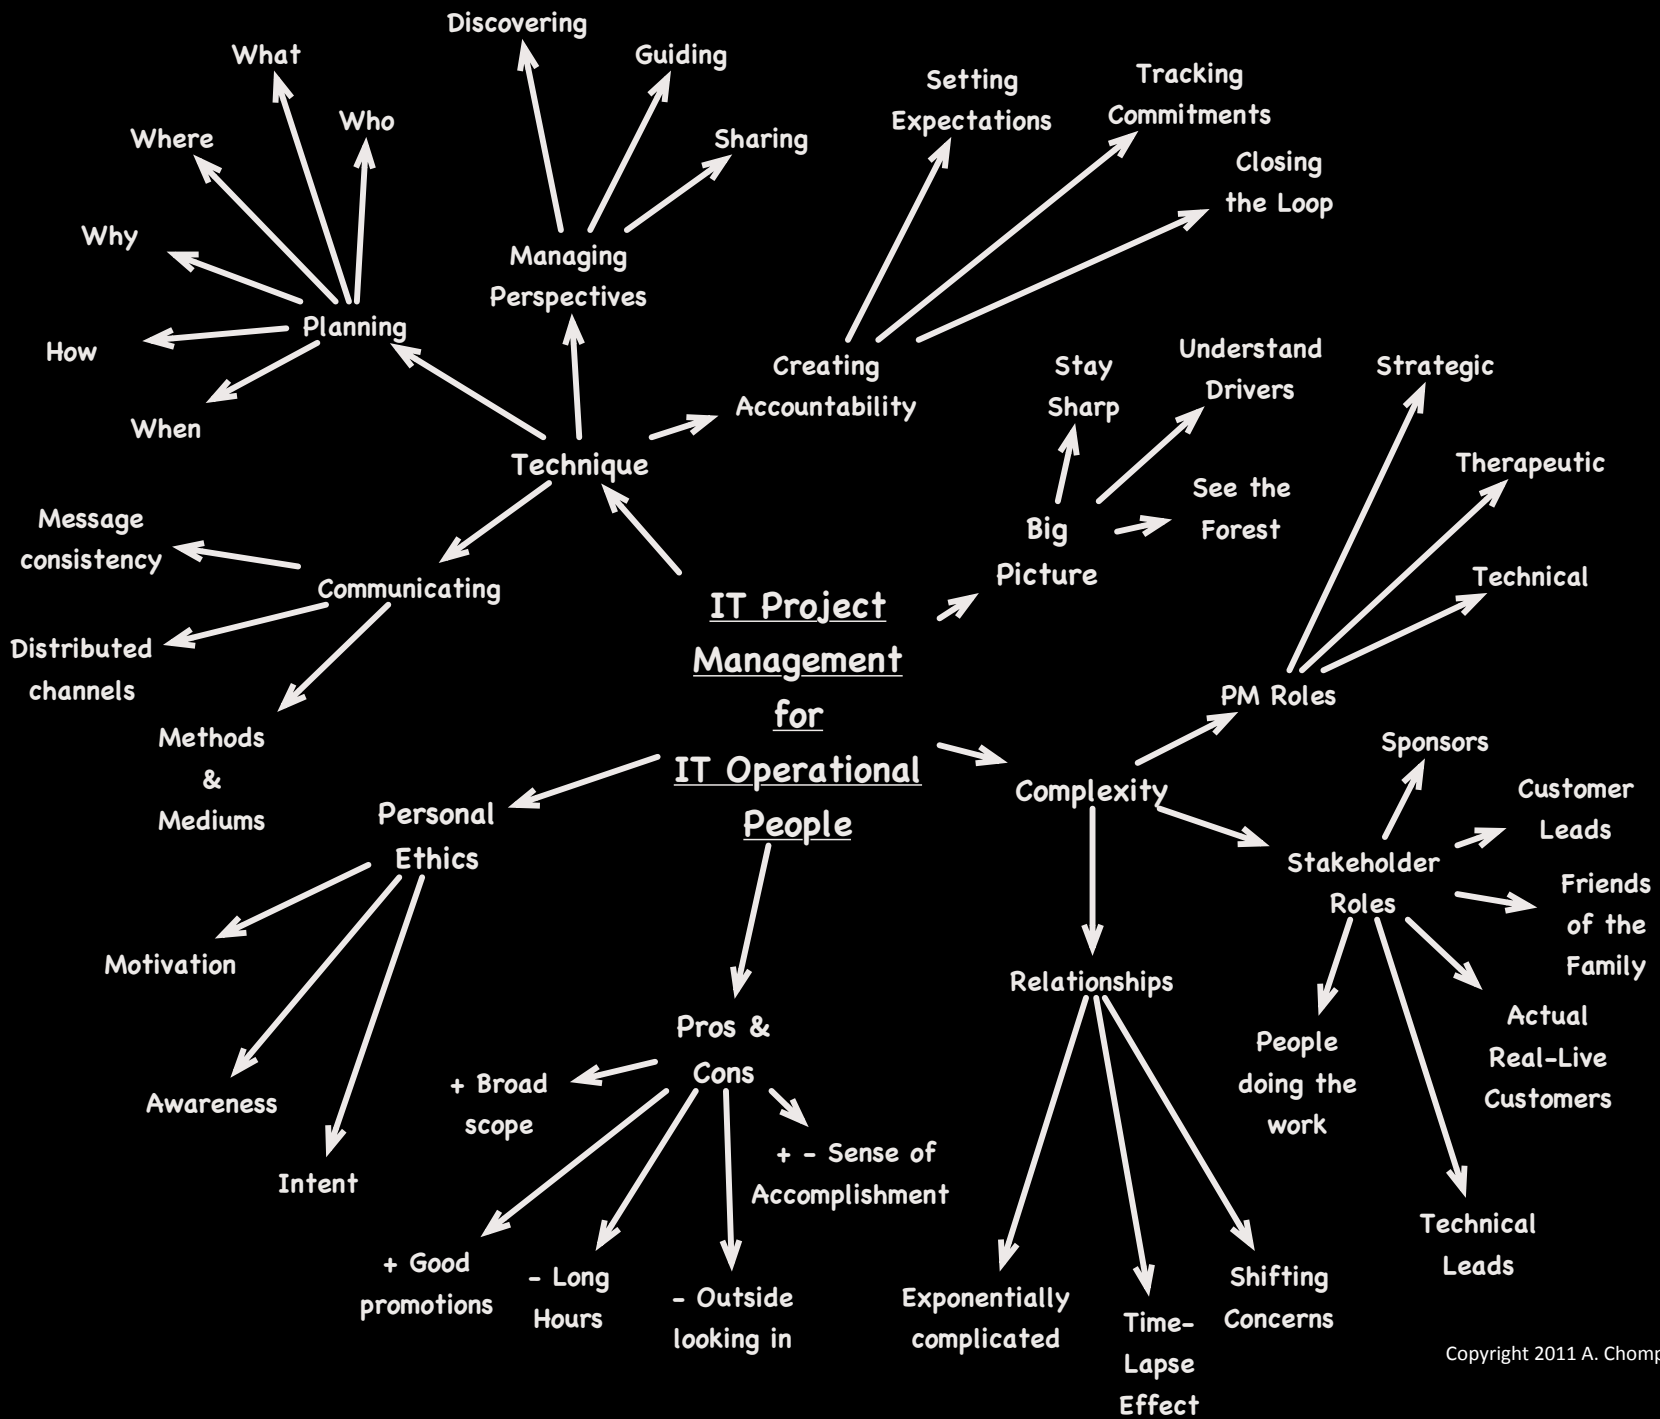 IT Project
Management
for
IT Operational
People
Technique
Planning
What
Who
Where
Why
How
When
Managing
Perspectives
Discovering
Guiding
Sharing
Creating
Accountability
Setting
Expectations
Tracking
Commitments
Closing
the Loop
Communicating
Message
consistency
Distributed
channels
Methods
&
Mediums
Big
Picture
Stay
Sharp
Understand
Drivers
See the
Forest
Complexity
PM Roles
Strategic
Therapeutic
Technical
Stakeholder
Roles
Sponsors
Customer
Leads
Friends
of the
Family
Actual
Real-Live
Customers
Technical
Leads
People
doing the
work
Relationships
Exponentially
complicated
Time-
Lapse
Effect
Shifting
Concerns
Pros &
Cons
+ Broad
scope
+ Good
promotions
- Long
Hours
- Outside
looking in
+ - Sense of
Accomplishment
Personal
Ethics
Motivation
Awareness
Intent
Copyright 2011 A. Chomp